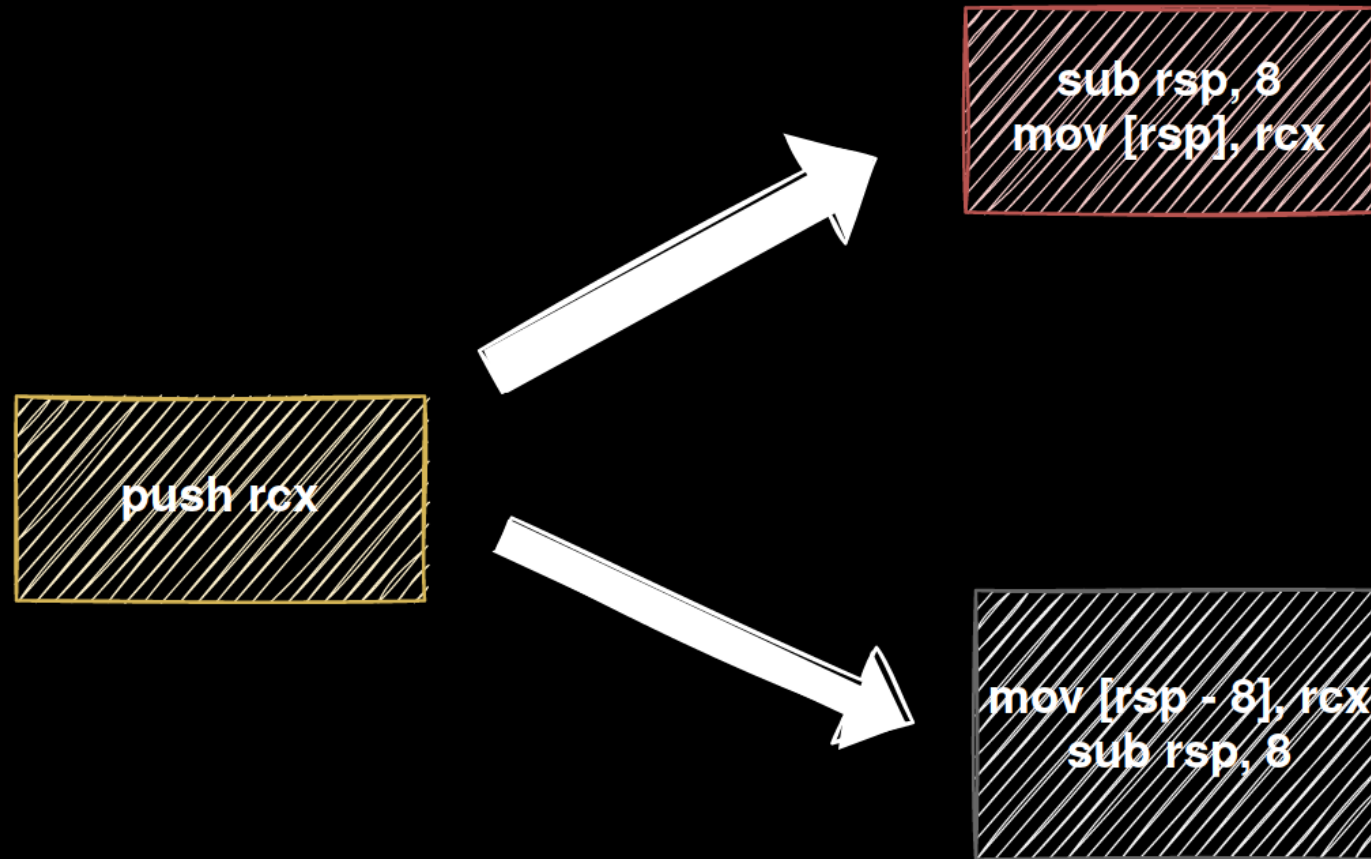 sub rsp, 8
mov [rsp], rcx
push rcx
mov [rsp - 8], rcx
sub rsp, 8